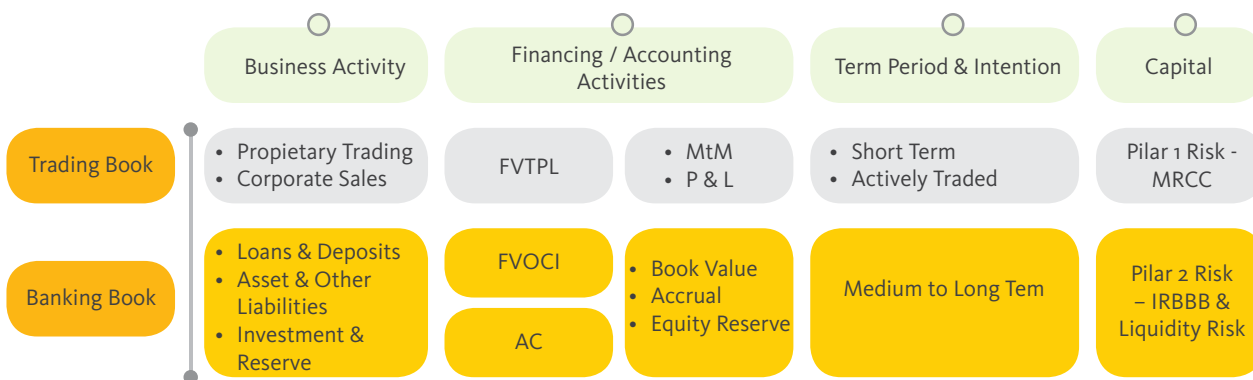 Business Activity
Financing / Accounting
Activities
Term Period & Intention
Capital
Trading Book
• Propietary Trading
• Corporate Sales
FVTPL
• MtM
• P & L
• Short Term
• Actively Traded
Pilar 1 Risk -
MRCC
Banking Book
• Loans & Deposits
• Asset & Other
Liabilities
• Investment &
Reserve
FVOCI
AC
• Book Value
• Accrual
• Equity Reserve
Medium to Long Tem
Pilar 2 Risk
– IRBBB &
Liquidity Risk